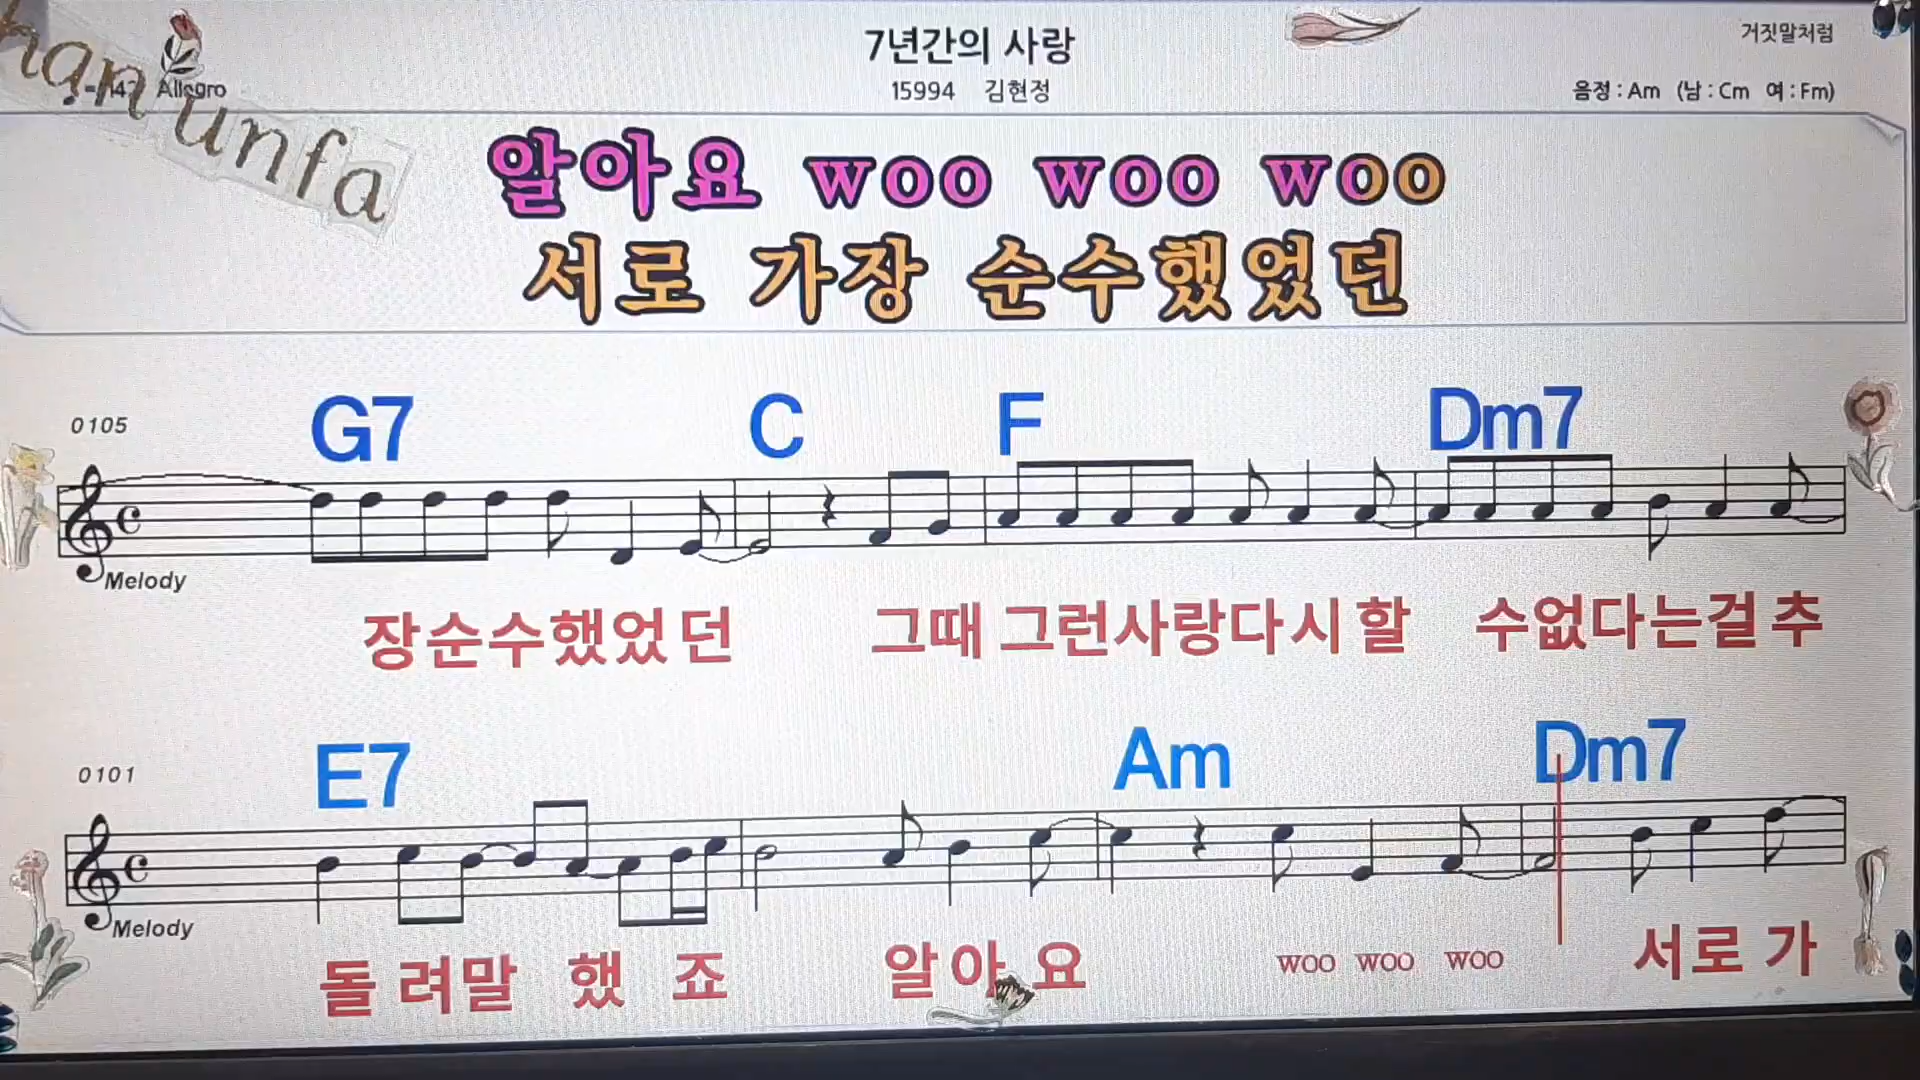 han unfa
7년간의 사랑
거짓말처럼
Allegro
15994 김현정
음정 : Am (남 : Cm 여 : Fm)
알아요 woo woo woo
서로 가장 순수했었던
0105
G7 C F Dm7
Melody
장순수했었던 그때 그런사랑다시 할 수없다는걸 추
0101
E7 Am Dm7
Melody
돌 려말 했 죠 알아요 woo woo woo 서로 가